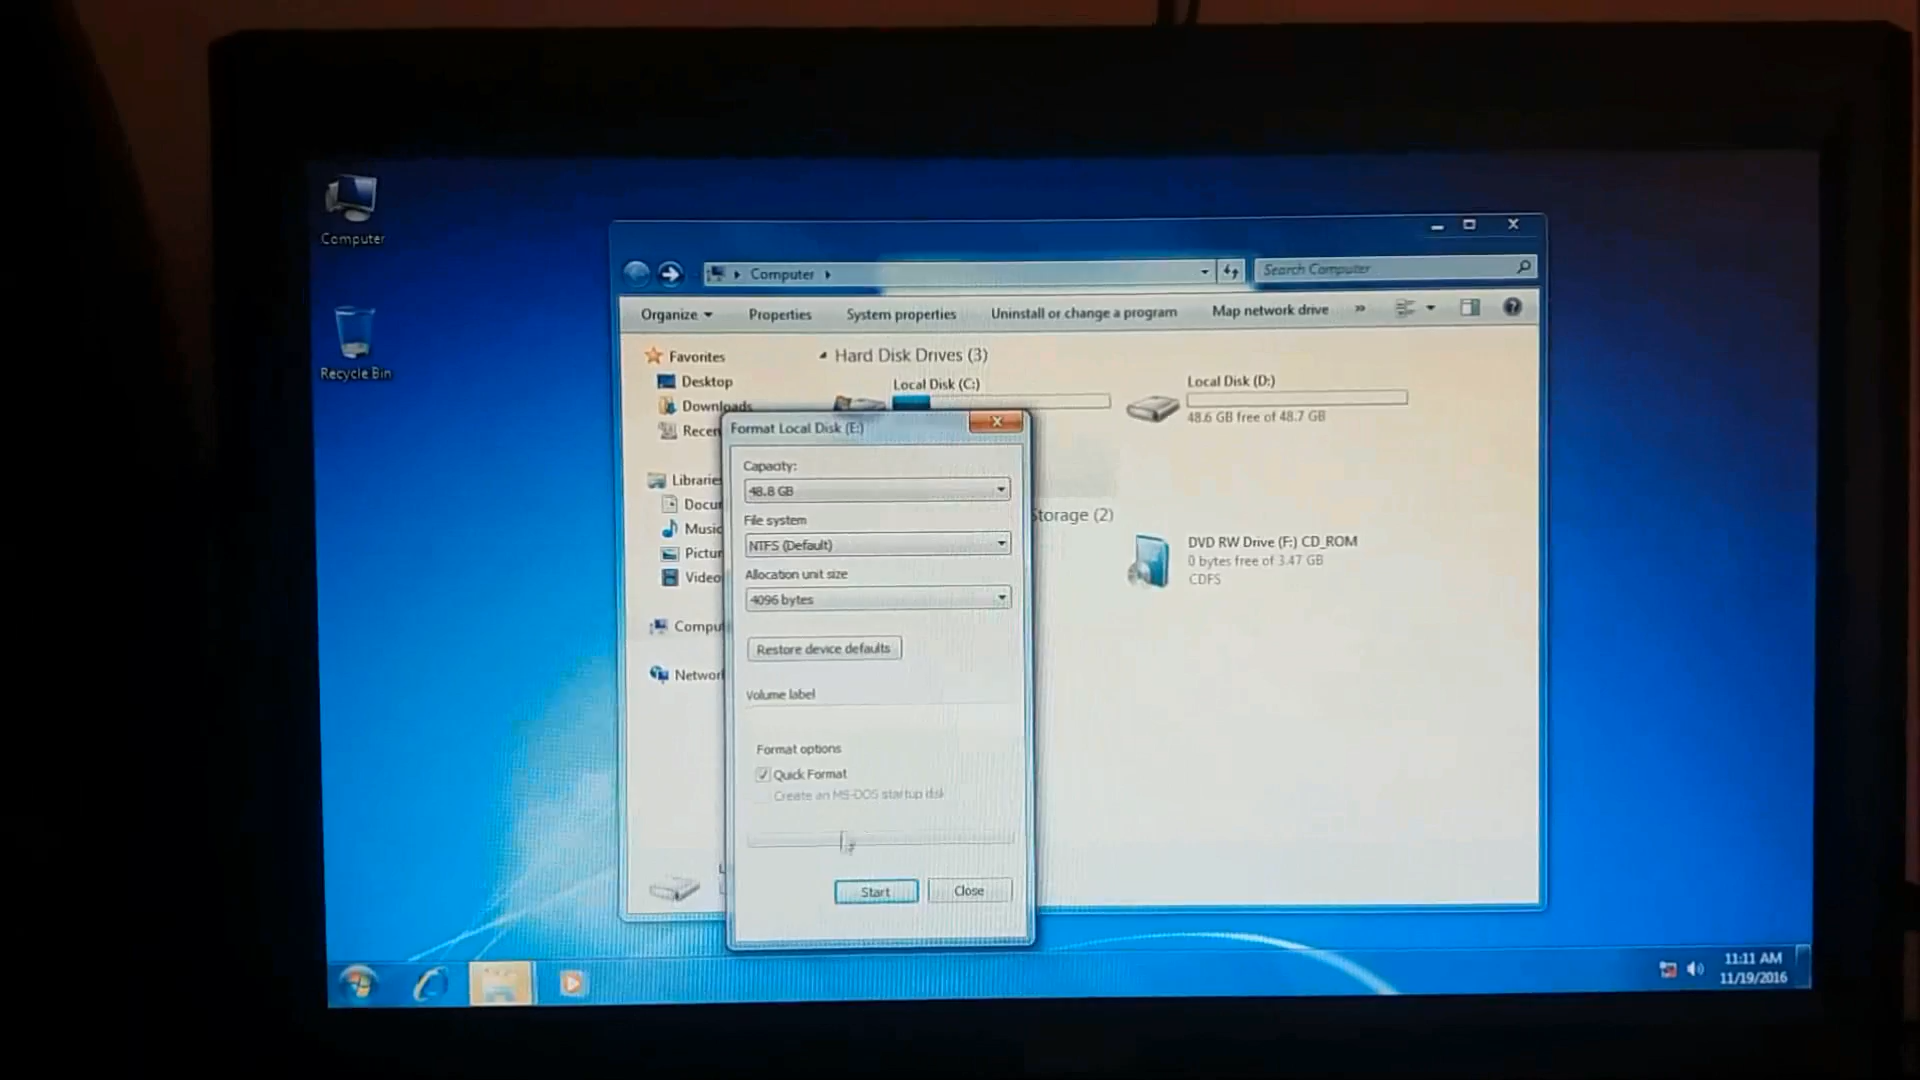 Computer
Recycle Bin
Computer
Search Computer
Organize
Properties
System properties
Uninstall or change a program
Map network drive
»
Favorites
Desktop
Downloads
Recen
Librarie
Docu
Music
Pictur
Video
Comput
Networ
Hard Disk Drives (3)
Local Disk (C:)
Local Disk (D:)
48.6 GB free of 48.7 GB
Storage (2)
DVD RW Drive (F:) CD_ROM
0 bytes free of 3.47 GB
CDFS
Format Local Disk (E:)
Capacity:
48.8 GB
File system
NTFS (Default)
Allocation unit size
4096 bytes
Restore device defaults
Volume label
Format options
Quick Format
Create an MS-DOS startup disk
Start
Close
11:11 AM
11/19/2016